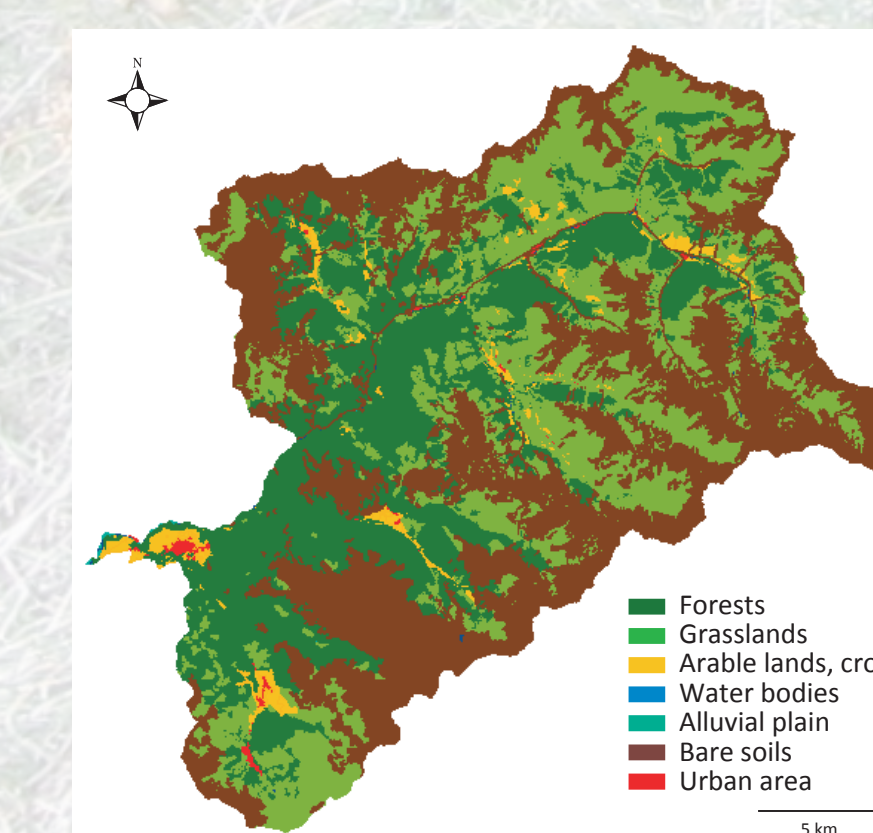 N
Forests
Grasslands
Arable lands, cro
Water bodies
Alluvial plain
Bare soils
Urban area
5 km